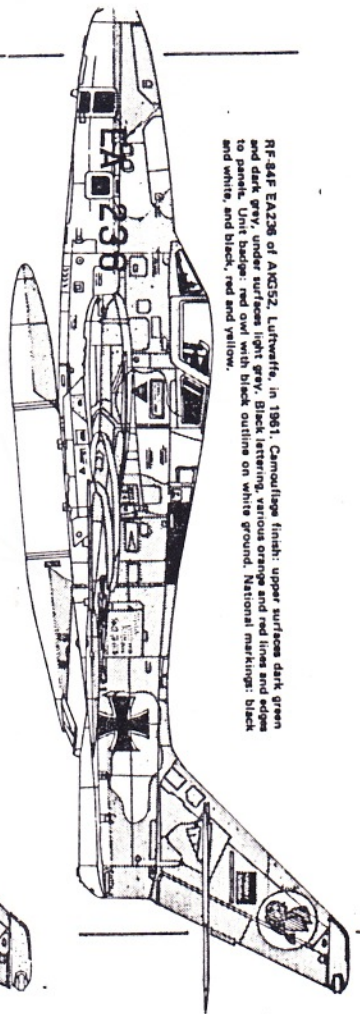 RF-84F EA236 of AKG52, Luftwaffe, in 1961. Camouflage finish: upper surfaces dark green
and dark grey, under surfaces light grey. Black lettering, various orange and red lines and edges
to panels. Unit badge: red owl with black outline on white ground. National markings: black
and white, and black, red and yellow.
EA 236